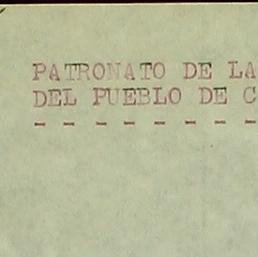 PATRONATO DE LA
DEL PUEBLO DE C
- - - - - - - -